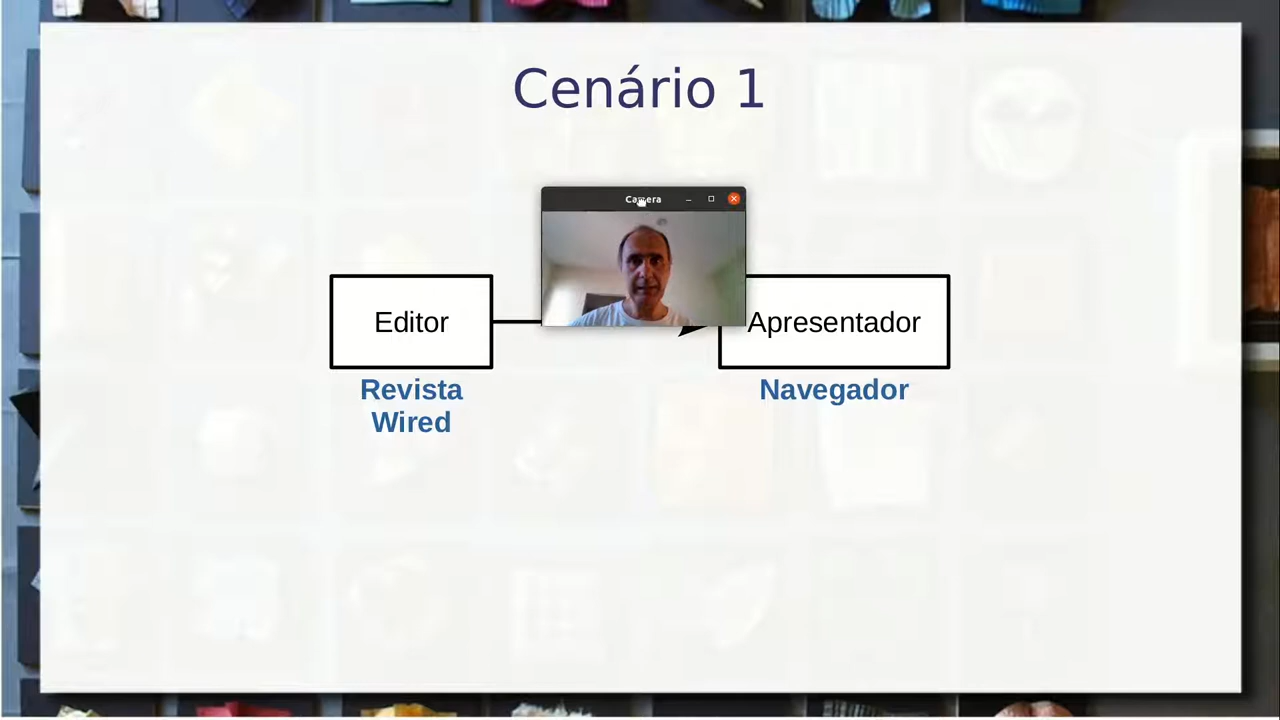 Cenário 1
Camera
Editor
Apresentador
Revista
Wired
Navegador